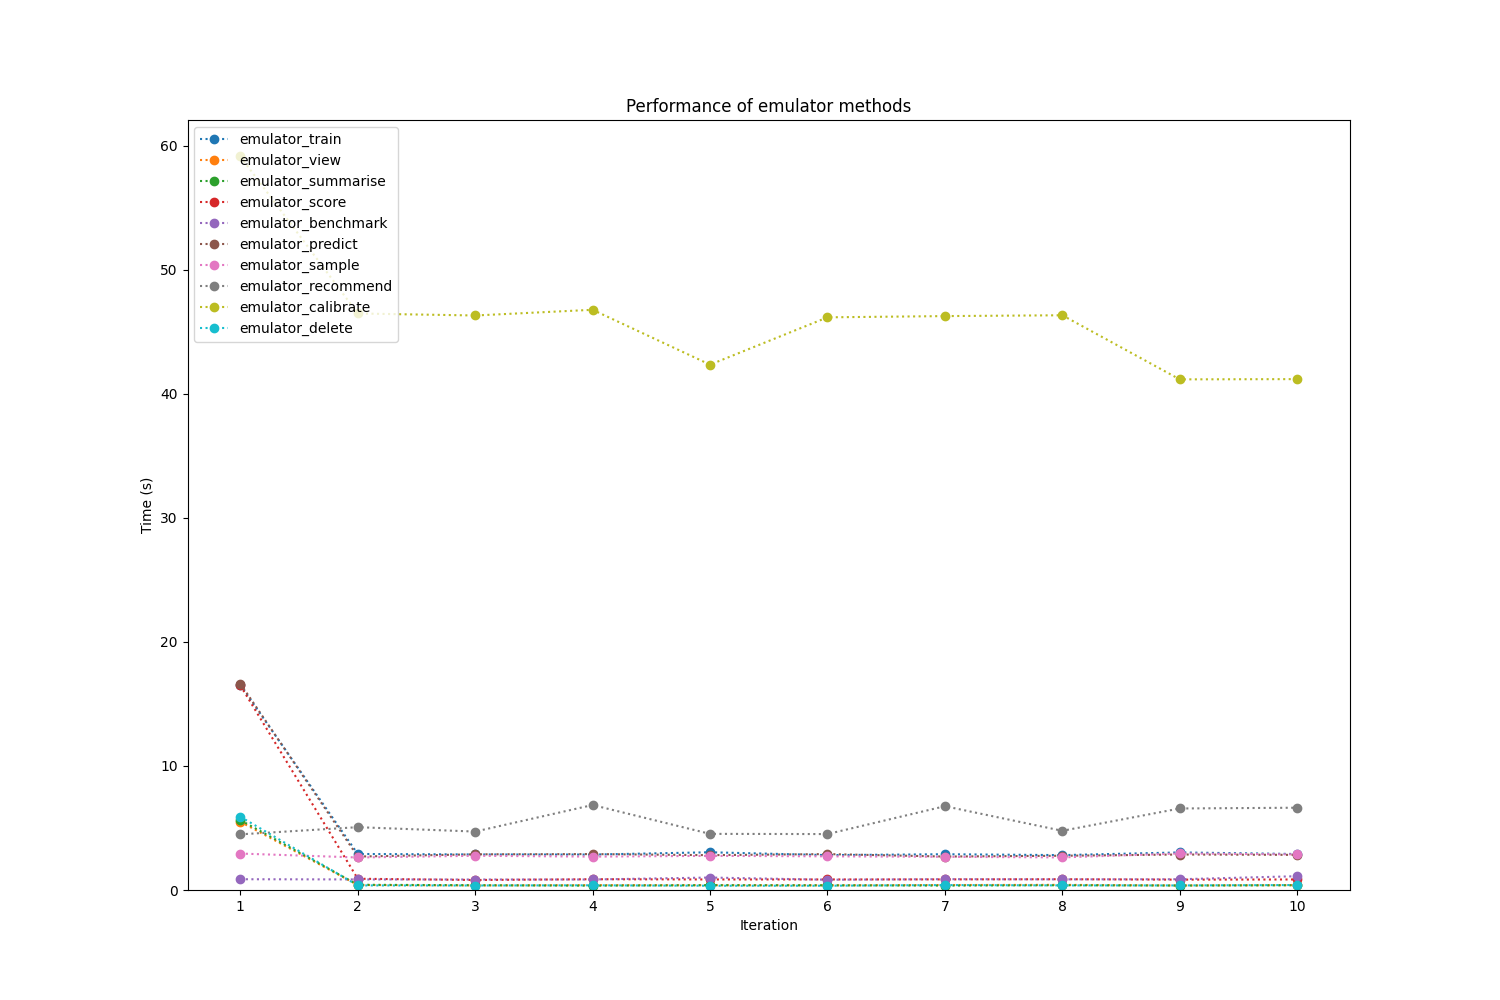 Performance of emulator methods
emulator_train
emulator_view
emulator_summarise
emulator_score
emulator_benchmark
emulator_predict
emulator_sample
emulator_recommend
emulator_calibrate
emulator_delete
60
50
40
30
20
10
0
Time (s)
1 2 3 4 5 6 7 8 9 10
Iteration